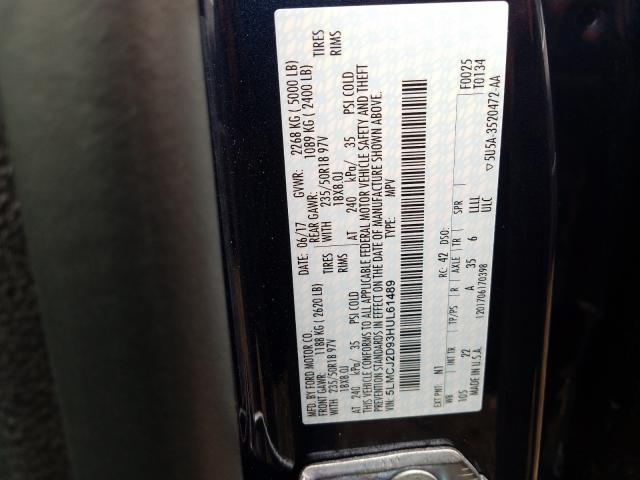 MFD. BY FORD MOTOR CO.
DATE: 06/17 GVWR: 2268 KG ( 5000 LB)
FRONT GAWR: 1188 KG ( 2620 LB) REAR GAWR: 1089 KG ( 2400 LB)
WITH 235/50R18 97V TIRES WITH 235/50R18 97V TIRES
18X8.0J RIMS 18X8.0J RIMS
AT 240 kPa/ 35 PSI COLD AT 240 kPa/ 35 PSI COLD
THIS VEHICLE CONFORMS TO ALL APPLICABLE FEDERAL MOTOR VEHICLE SAFETY AND THEFT
PREVENTION STANDARDS IN EFFECT ON THE DATE OF MANUFACTURE SHOWN ABOVE.
VIN: 5LMCJ2D93HUL61489 TYPE: MPV
F0025
T0134
EXT PNT: N1 RC: 42 DSO:
WB INT TR TP/PS R AXLE TR SPR
105 22 A 35 6 LLLL
ULC
MADE IN U.S.A. 1201706170398
▽5U5A-3520472-AA